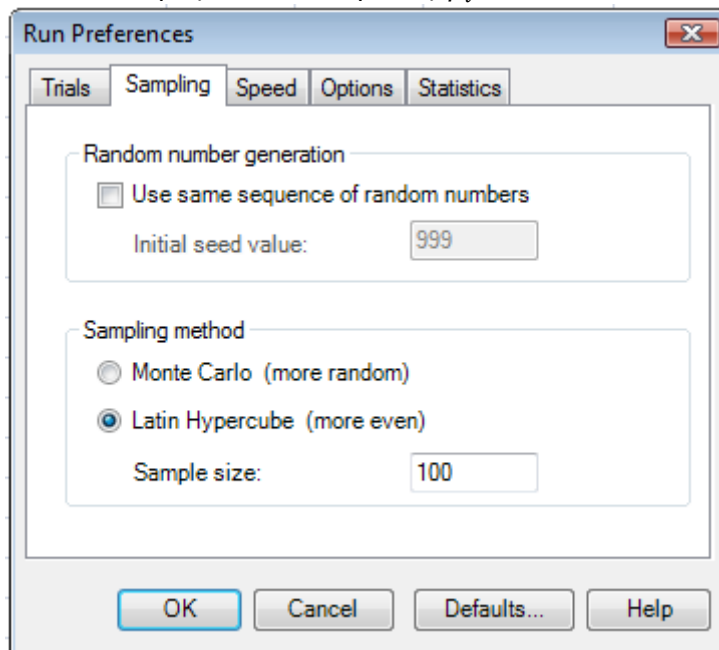 Run Preferences
Trials Sampling Speed Options Statistics
Random number generation
Use same sequence of random numbers
Initial seed value: 999
Sampling method
Monte Carlo (more random)
Latin Hypercube (more even)
Sample size: 100
OK Cancel Defaults... Help